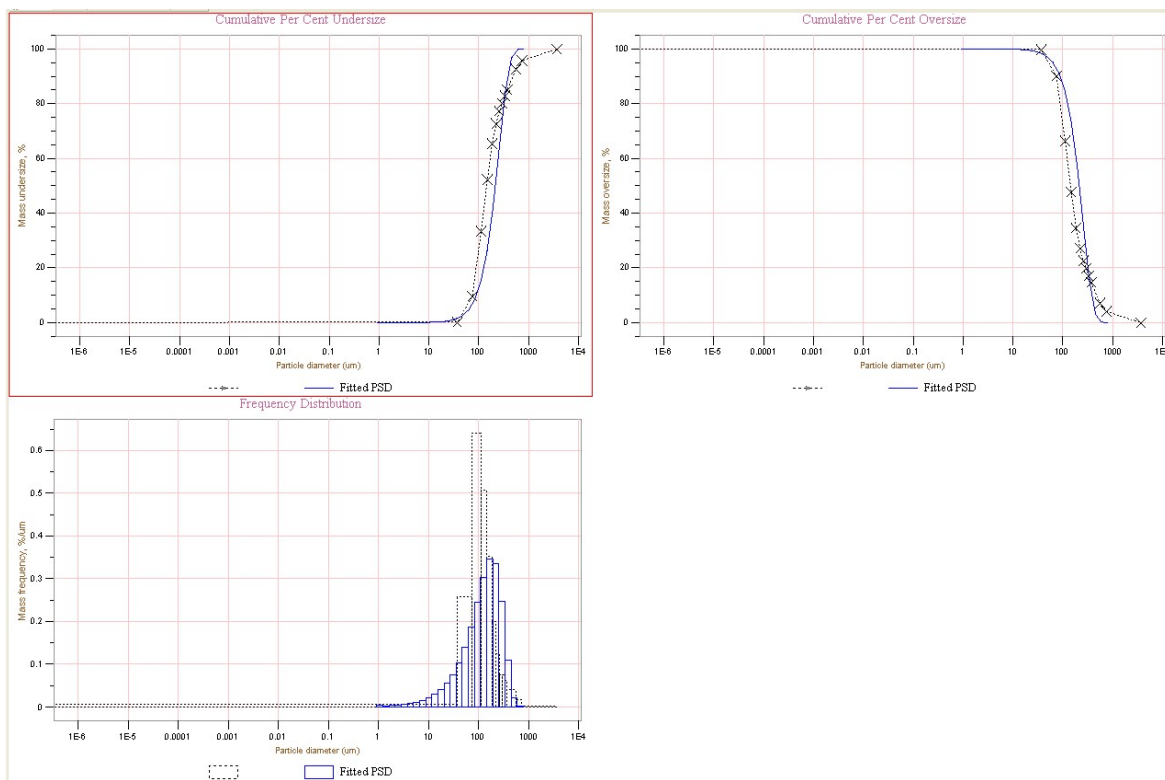 Cumulative Per Cent Undersize
Mass undersize, %
100
80
60
40
20
0
1E-6 1E-5 0.0001 0.001 0.01 0.1 1 10 100 1000 1E4
Particle diameter (um)
Fitted PSD
Cumulative Per Cent Oversize
Mass oversize, %
100
80
60
40
20
0
1E-6 1E-5 0.0001 0.001 0.01 0.1 1 10 100 1000 1E
Particle diameter (um)
Fitted PSD
Frequency Distribution
Mass frequency, %/um
0.6
0.5
0.4
0.3
0.2
0.1
0
1E-6 1E-5 0.0001 0.001 0.01 0.1 1 10 100 1000 1E4
Particle diameter (um)
Fitted PSD